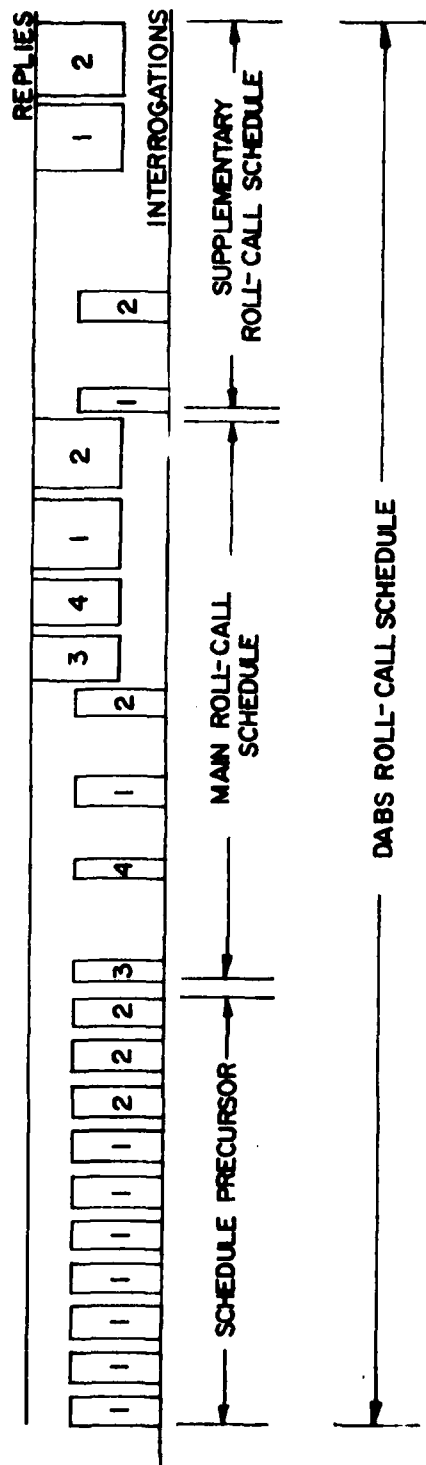 REPLIES
3 4 1 2 1 2
1 1 1 1 1 1 1 2 2 2 3 4 1 2 1 2
INTERROGATIONS
SCHEDULE PRECURSOR
MAIN ROLL-CALL
SCHEDULE
SUPPLEMENTARY
ROLL-CALL SCHEDULE
DABS ROLL-CALL SCHEDULE